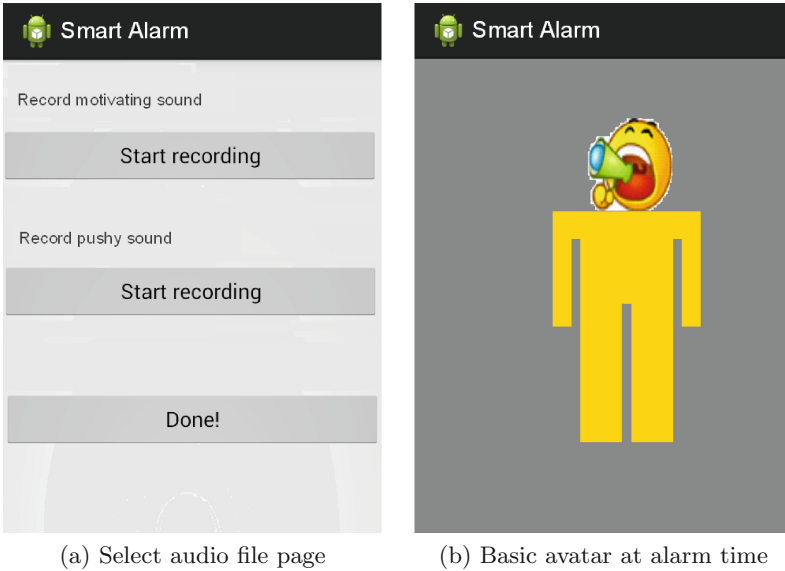 Smart Alarm
Record motivating sound
Start recording
Record pushy sound
Start recording
Done!
(a) Select audio file page
Smart Alarm
(b) Basic avatar at alarm time